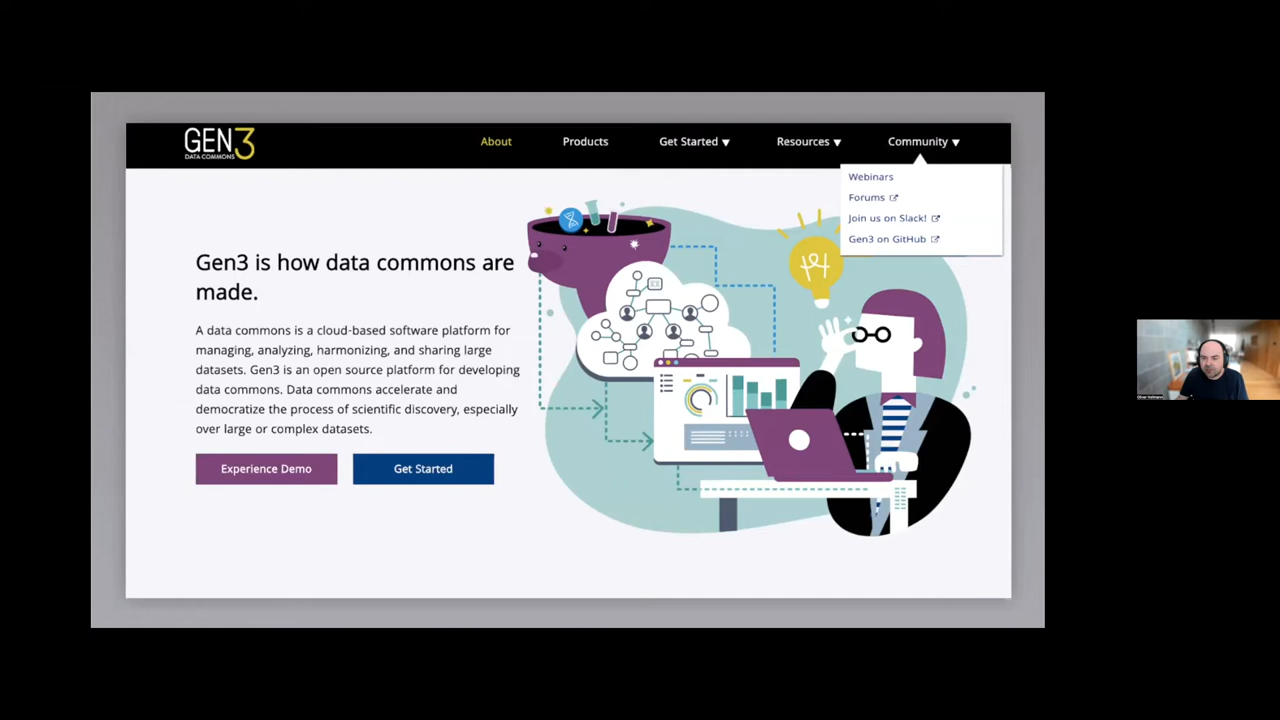 GEN3
DATA COMMONS
About
Products
Get Started ▼
Resources ▼
Community ▼
Webinars
Forums
Join us on Slack!
Gen3 on GitHub
Gen3 is how data commons are
made.
A data commons is a cloud-based software platform for
managing, analyzing, harmonizing, and sharing large
datasets. Gen3 is an open source platform for developing
data commons. Data commons accelerate and
democratize the process of scientific discovery, especially
over large or complex datasets.
Experience Demo
Get Started